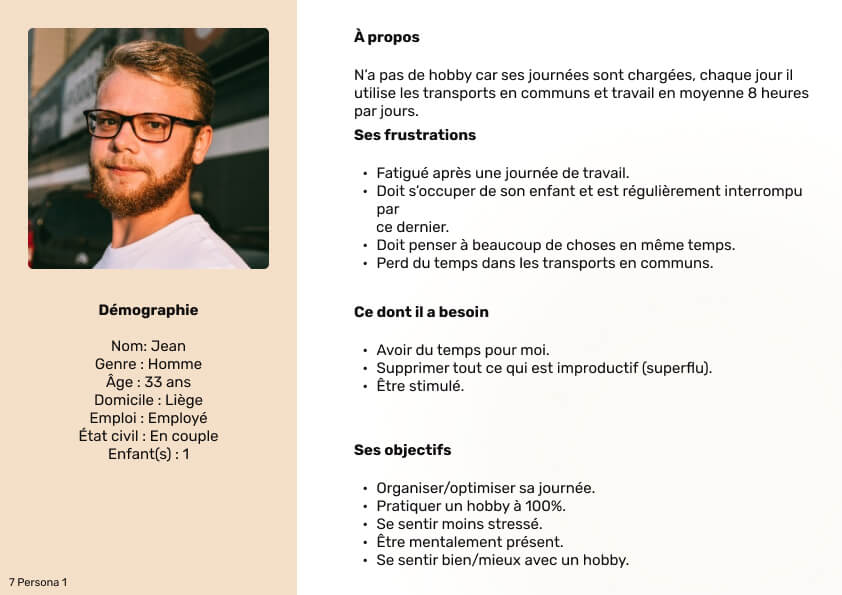 Démographie
Nom: Jean
Genre : Homme
Âge : 33 ans
Domicile : Liège
Emploi : Employé
État civil : En couple
Enfant(s) : 1
7 Persona 1
À propos
N'a pas de hobby car ses journées sont chargées, chaque jour il
utilise les transports en communs et travail en moyenne 8 heures
par jours.
Ses frustrations
• Fatigué après une journée de travail.
• Doit s'occuper de son enfant et est régulièrement interrompu
par
ce dernier.
• Doit penser à beaucoup de choses en même temps.
• Perd du temps dans les transports en communs.
Ce dont il a besoin
• Avoir du temps pour moi.
• Supprimer tout ce qui est improductif (superflu).
• Être stimulé.
Ses objectifs
• Organiser/optimiser sa journée.
• Pratiquer un hobby à 100%.
• Se sentir moins stressé.
• Être mentalement présent.
• Se sentir bien/mieux avec un hobby.